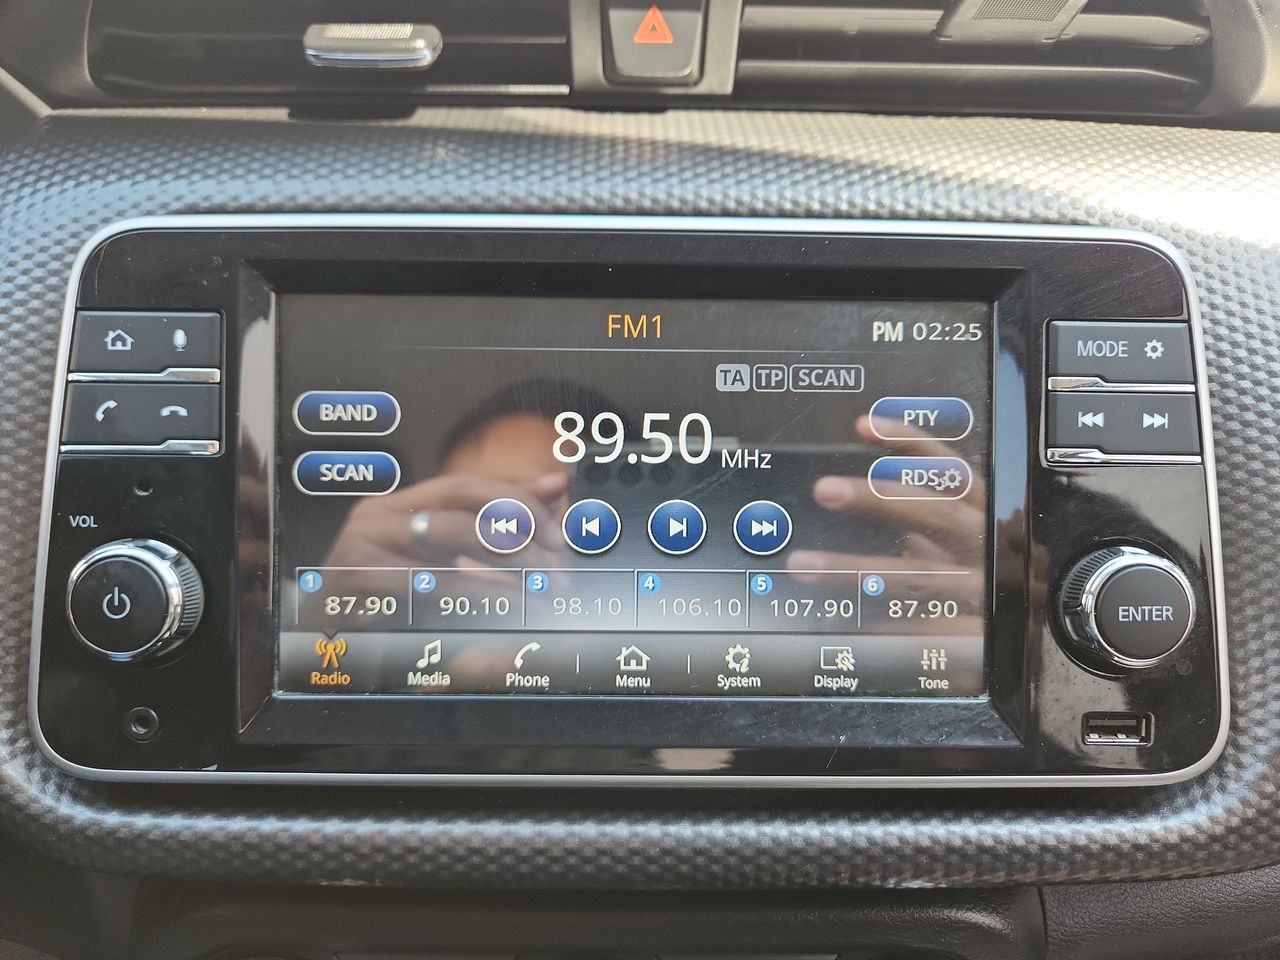 FM1
PM 02:25
TA TP SCAN
BAND
89.50 MHz
PTY
SCAN
RDS
1 87.90
2 90.10
3 98.10
4 106.10
5 107.90
6 87.90
Radio
Media
Phone
Menu
System
Display
Tone
VOL
MODE
ENTER